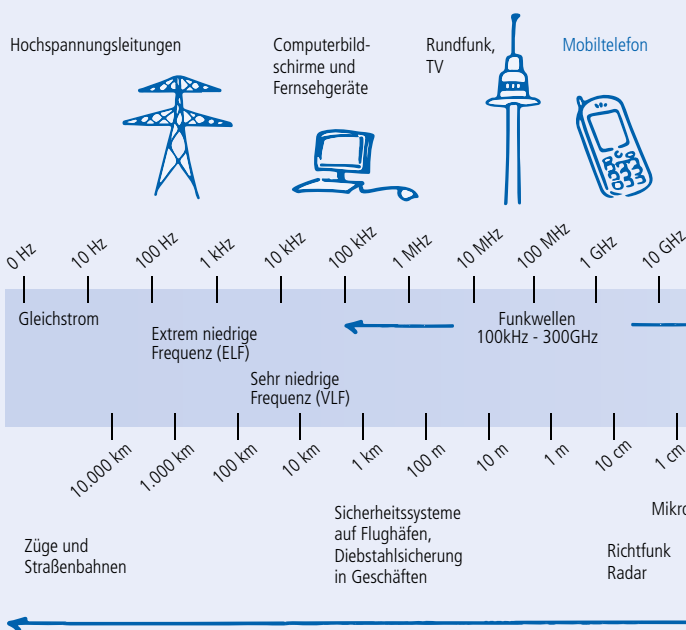 Hochspannungsleitungen
Computerbild-
schirme und
Fernsehgeräte
Rundfunk,
TV
Mobiltelefon
0 Hz
10 Hz
100 Hz
1 kHz
10 kHz
100 kHz
1 MHz
10 MHz
100 MHz
1 GHz
10 GHz
Gleichstrom
Extrem niedrige
Frequenz (ELF)
Sehr niedrige
Frequenz (VLF)
Funkwellen
100kHz - 300GHz
10.000 km
1.000 km
100 km
10 km
1 km
100 m
10 m
1 m
10 cm
1 cm
Züge und
Straßenbahnen
Sicherheitssysteme
auf Flughäfen,
Diebstahlsicherung
in Geschäften
Mikro
Richtfunk
Radar